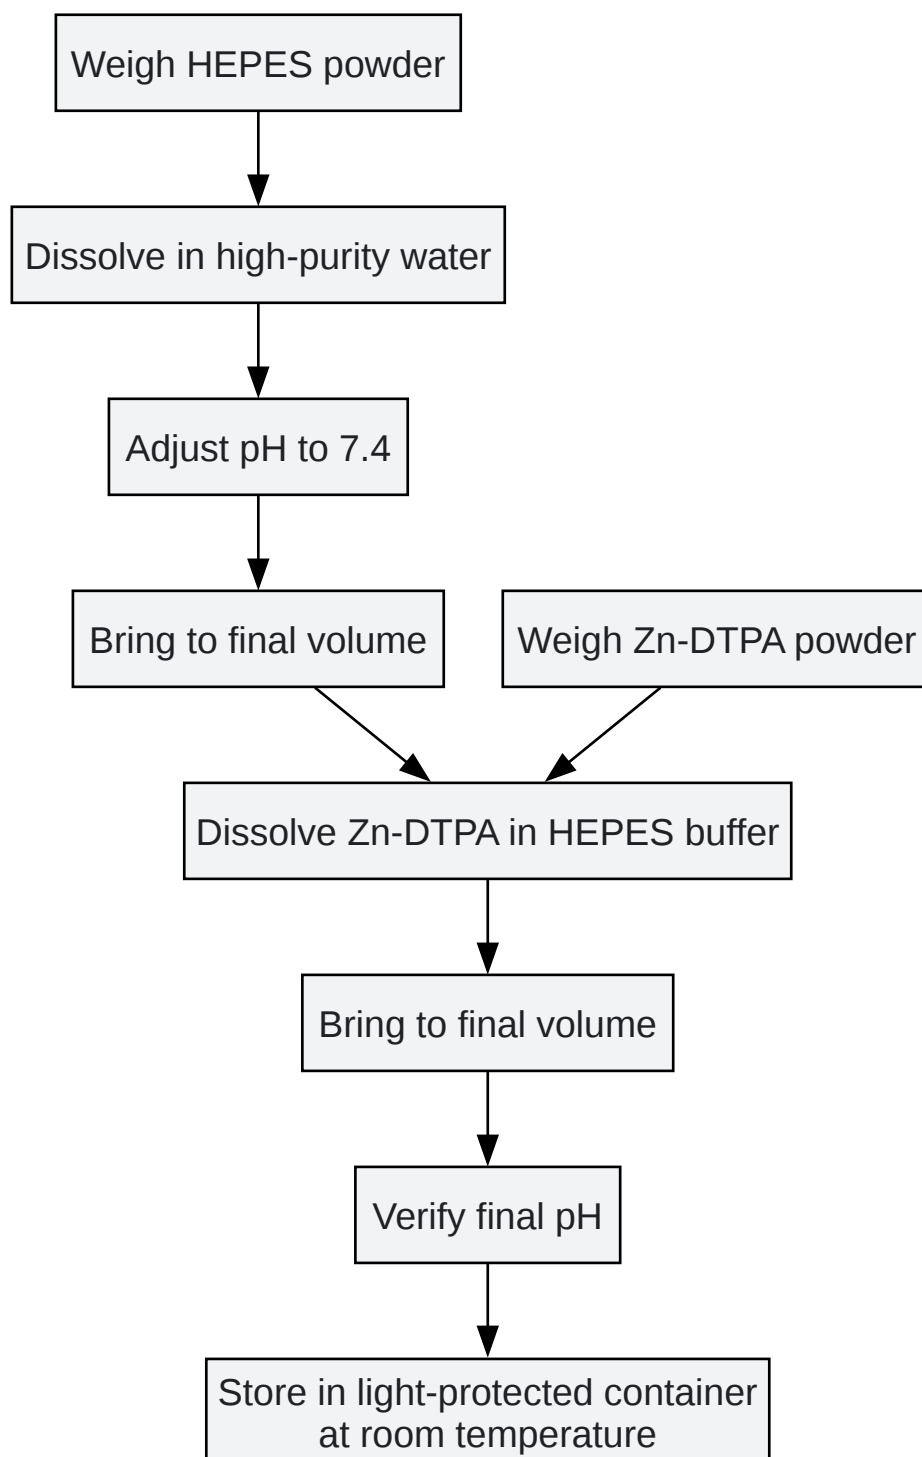 Weigh HEPES powder
Dissolve in high-purity water
Adjust pH to 7.4
Bring to final volume
Weigh Zn-DTPA powder
Dissolve Zn-DTPA in HEPES buffer
Bring to final volume
Verify final pH
Store in light-protected container
at room temperature